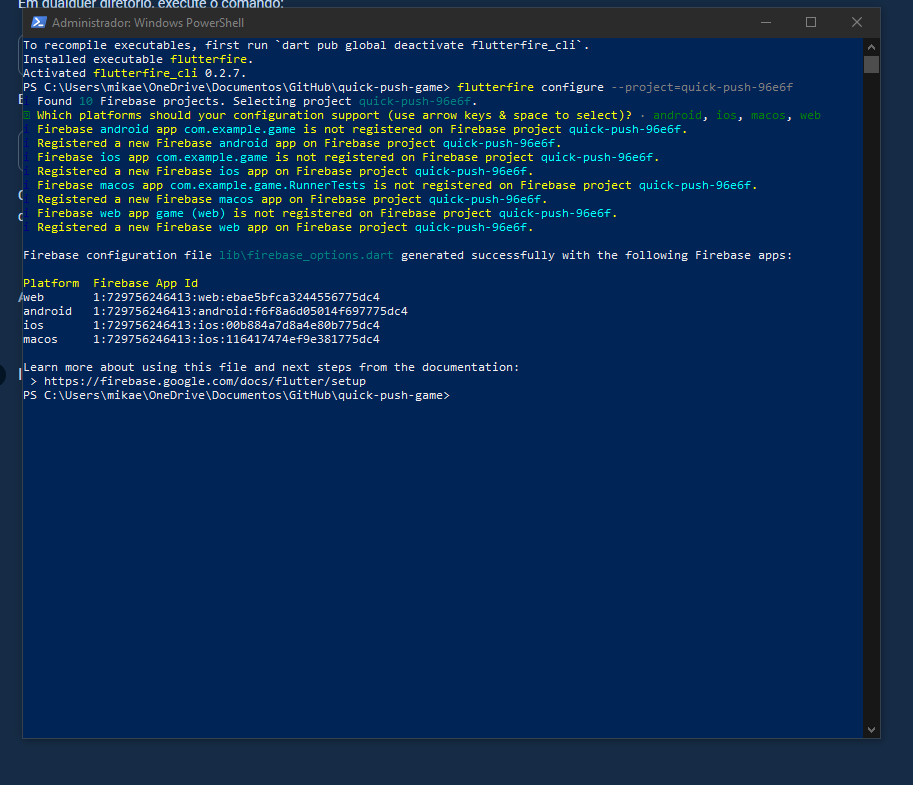 Em qualquer diretório, execute o comando:
Administrador: Windows PowerShell
To recompile executables, first run `dart pub global deactivate flutterfire_cli`.
Installed executable flutterfire.
Activated flutterfire_cli 0.2.7.
PS C:\Users\mikae\OneDrive\Documentos\GitHub\quick-push-game> flutterfire configure --project=quick-push-96e6f
Found 10 Firebase projects. Selecting project quick-push-96e6f.
Which platforms should your configuration support (use arrow keys & space to select)? · android, ios, macos, web
Firebase android app com.example.game is not registered on Firebase project quick-push-96e6f.
Registered a new Firebase android app on Firebase project quick-push-96e6f.
Firebase ios app com.example.game is not registered on Firebase project quick-push-96e6f.
Registered a new Firebase ios app on Firebase project quick-push-96e6f.
Firebase macos app com.example.game.RunnerTests is not registered on Firebase project quick-push-96e6f.
Registered a new Firebase macos app on Firebase project quick-push-96e6f.
Firebase web app game (web) is not registered on Firebase project quick-push-96e6f.
Registered a new Firebase web app on Firebase project quick-push-96e6f.
Firebase configuration file lib\firebase_options.dart generated successfully with the following Firebase apps:
Platform  Firebase App Id
web       1:729756246413:web:ebae5bfca3244556775dc4
android   1:729756246413:android:f6f8a6d05014f697775dc4
ios       1:729756246413:ios:00b884a7d8a4e80b775dc4
macos     1:729756246413:ios:116417474ef9e381775dc4
Learn more about using this file and next steps from the documentation:
> https://firebase.google.com/docs/flutter/setup
PS C:\Users\mikae\OneDrive\Documentos\GitHub\quick-push-game>